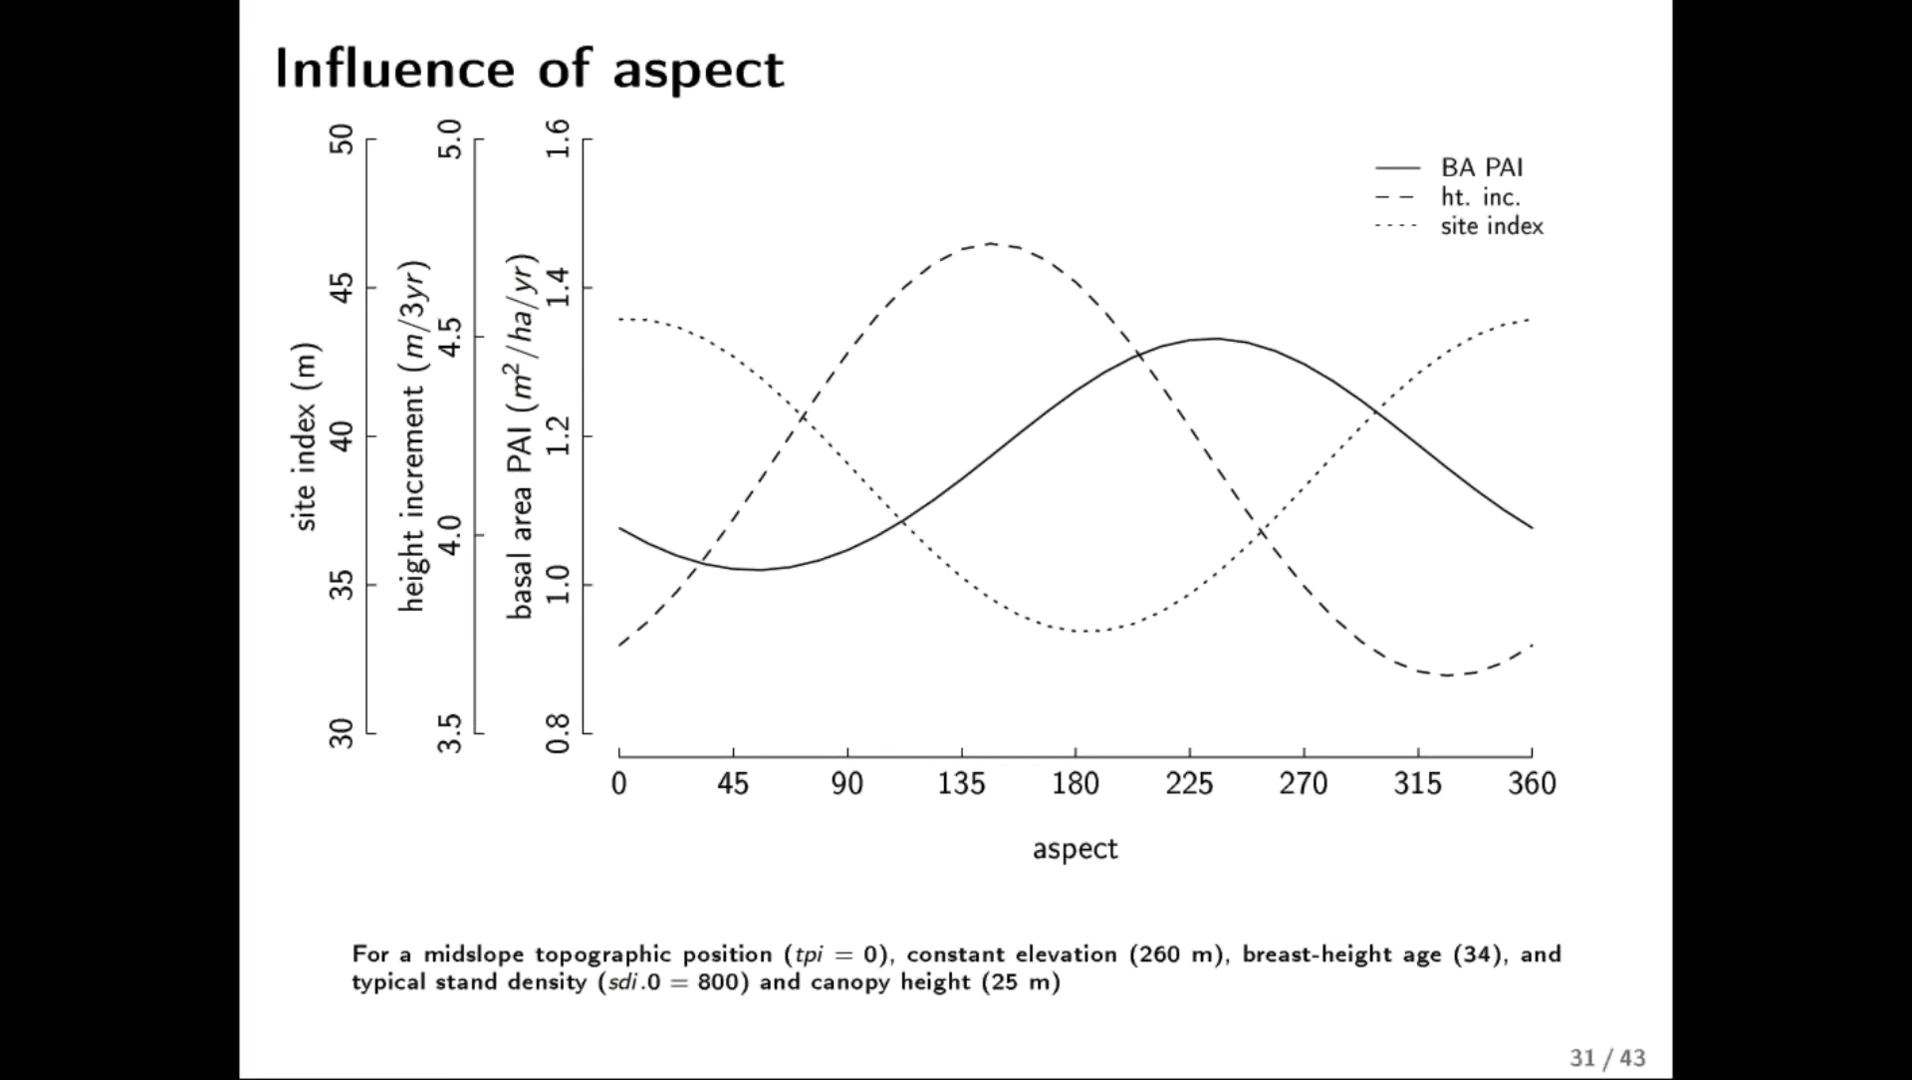 Influence of aspect
50
45
40
35
30
site index (m)
5.0
4.5
4.0
3.5
height increment (m/3yr)
1.6
1.4
1.2
1.0
0.8
basal area PAI (m²/ha/yr)
BA PAI
ht. inc.
site index
0 45 90 135 180 225 270 315 360
aspect
For a midslope topographic position (tpi = 0), constant elevation (260 m), breast-height age (34), and
typical stand density (sdi.0 = 800) and canopy height (25 m)
31 / 43